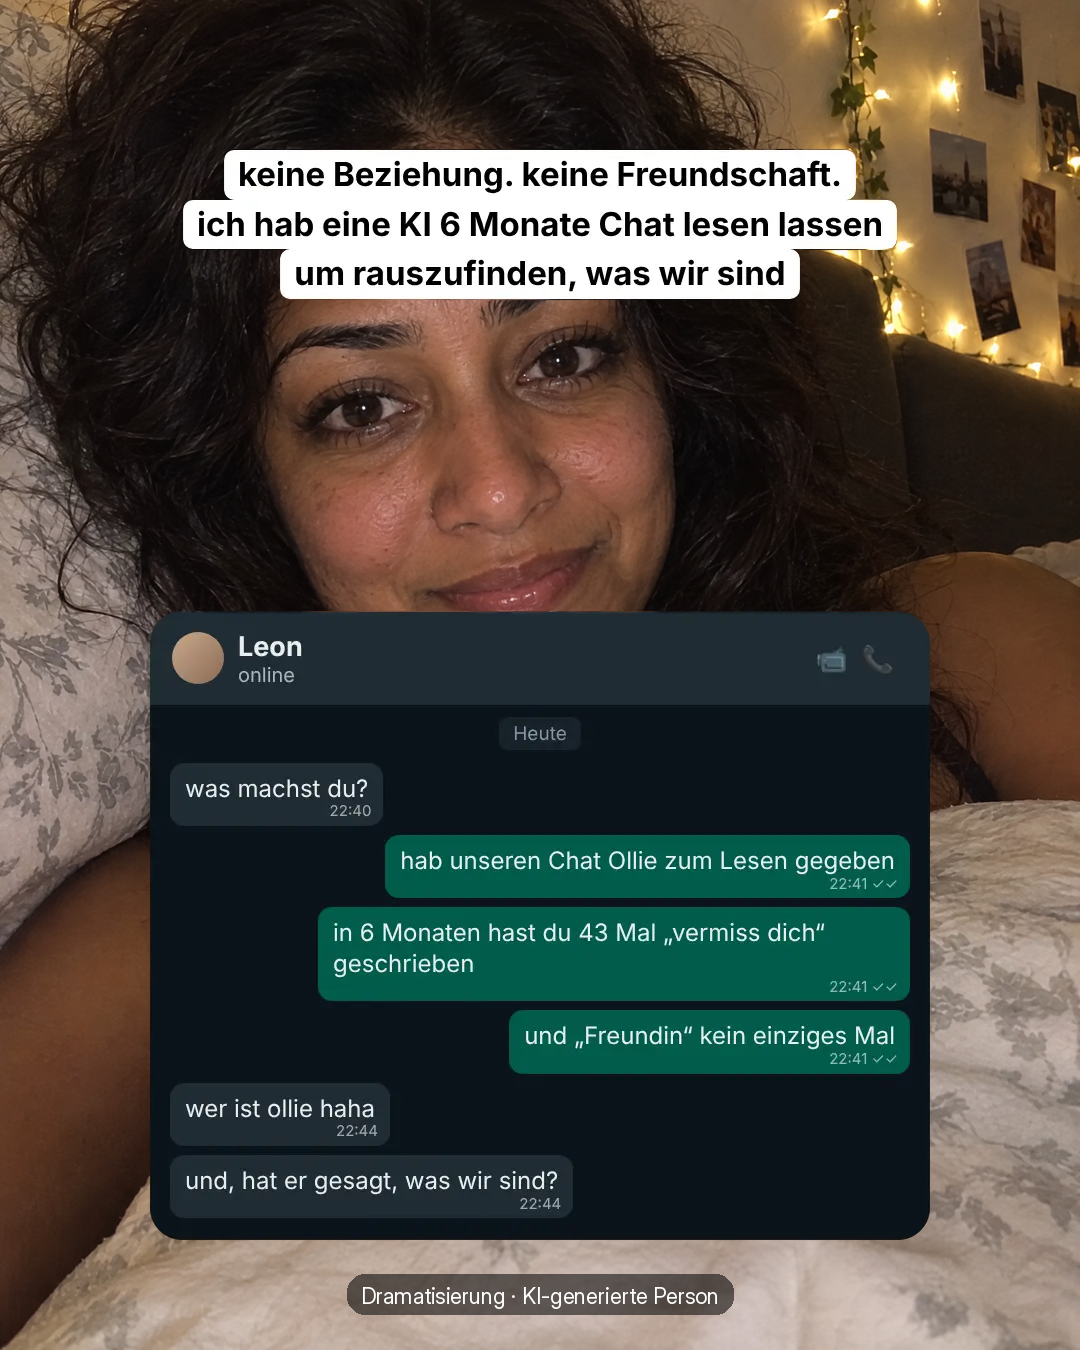 keine Beziehung. keine Freundschaft.
ich hab eine KI 6 Monate Chat lesen lassen
um rauszufinden, was wir sind
Leon
online
Heute
was machst du?
22:40
hab unseren Chat Ollie zum Lesen gegeben
22:41
in 6 Monaten hast du 43 Mal „vermiss dich“
geschrieben
22:41
und „Freundin“ kein einziges Mal
22:41
wer ist ollie haha
22:44
und, hat er gesagt, was wir sind?
22:44
Dramatisierung · KI-generierte Person